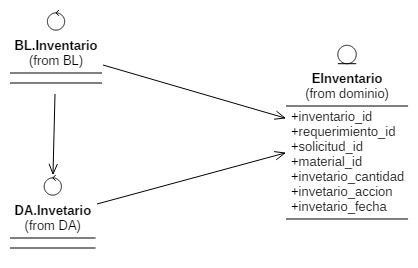 BL.Inventario
(from BL)
EInventario
(from dominio)
+inventario_id
+requerimiento_id
+solicitud_id
+material_id
+invetario_cantidad
+invetario_accion
+invetario_fecha
DA.Invetario
(from DA)